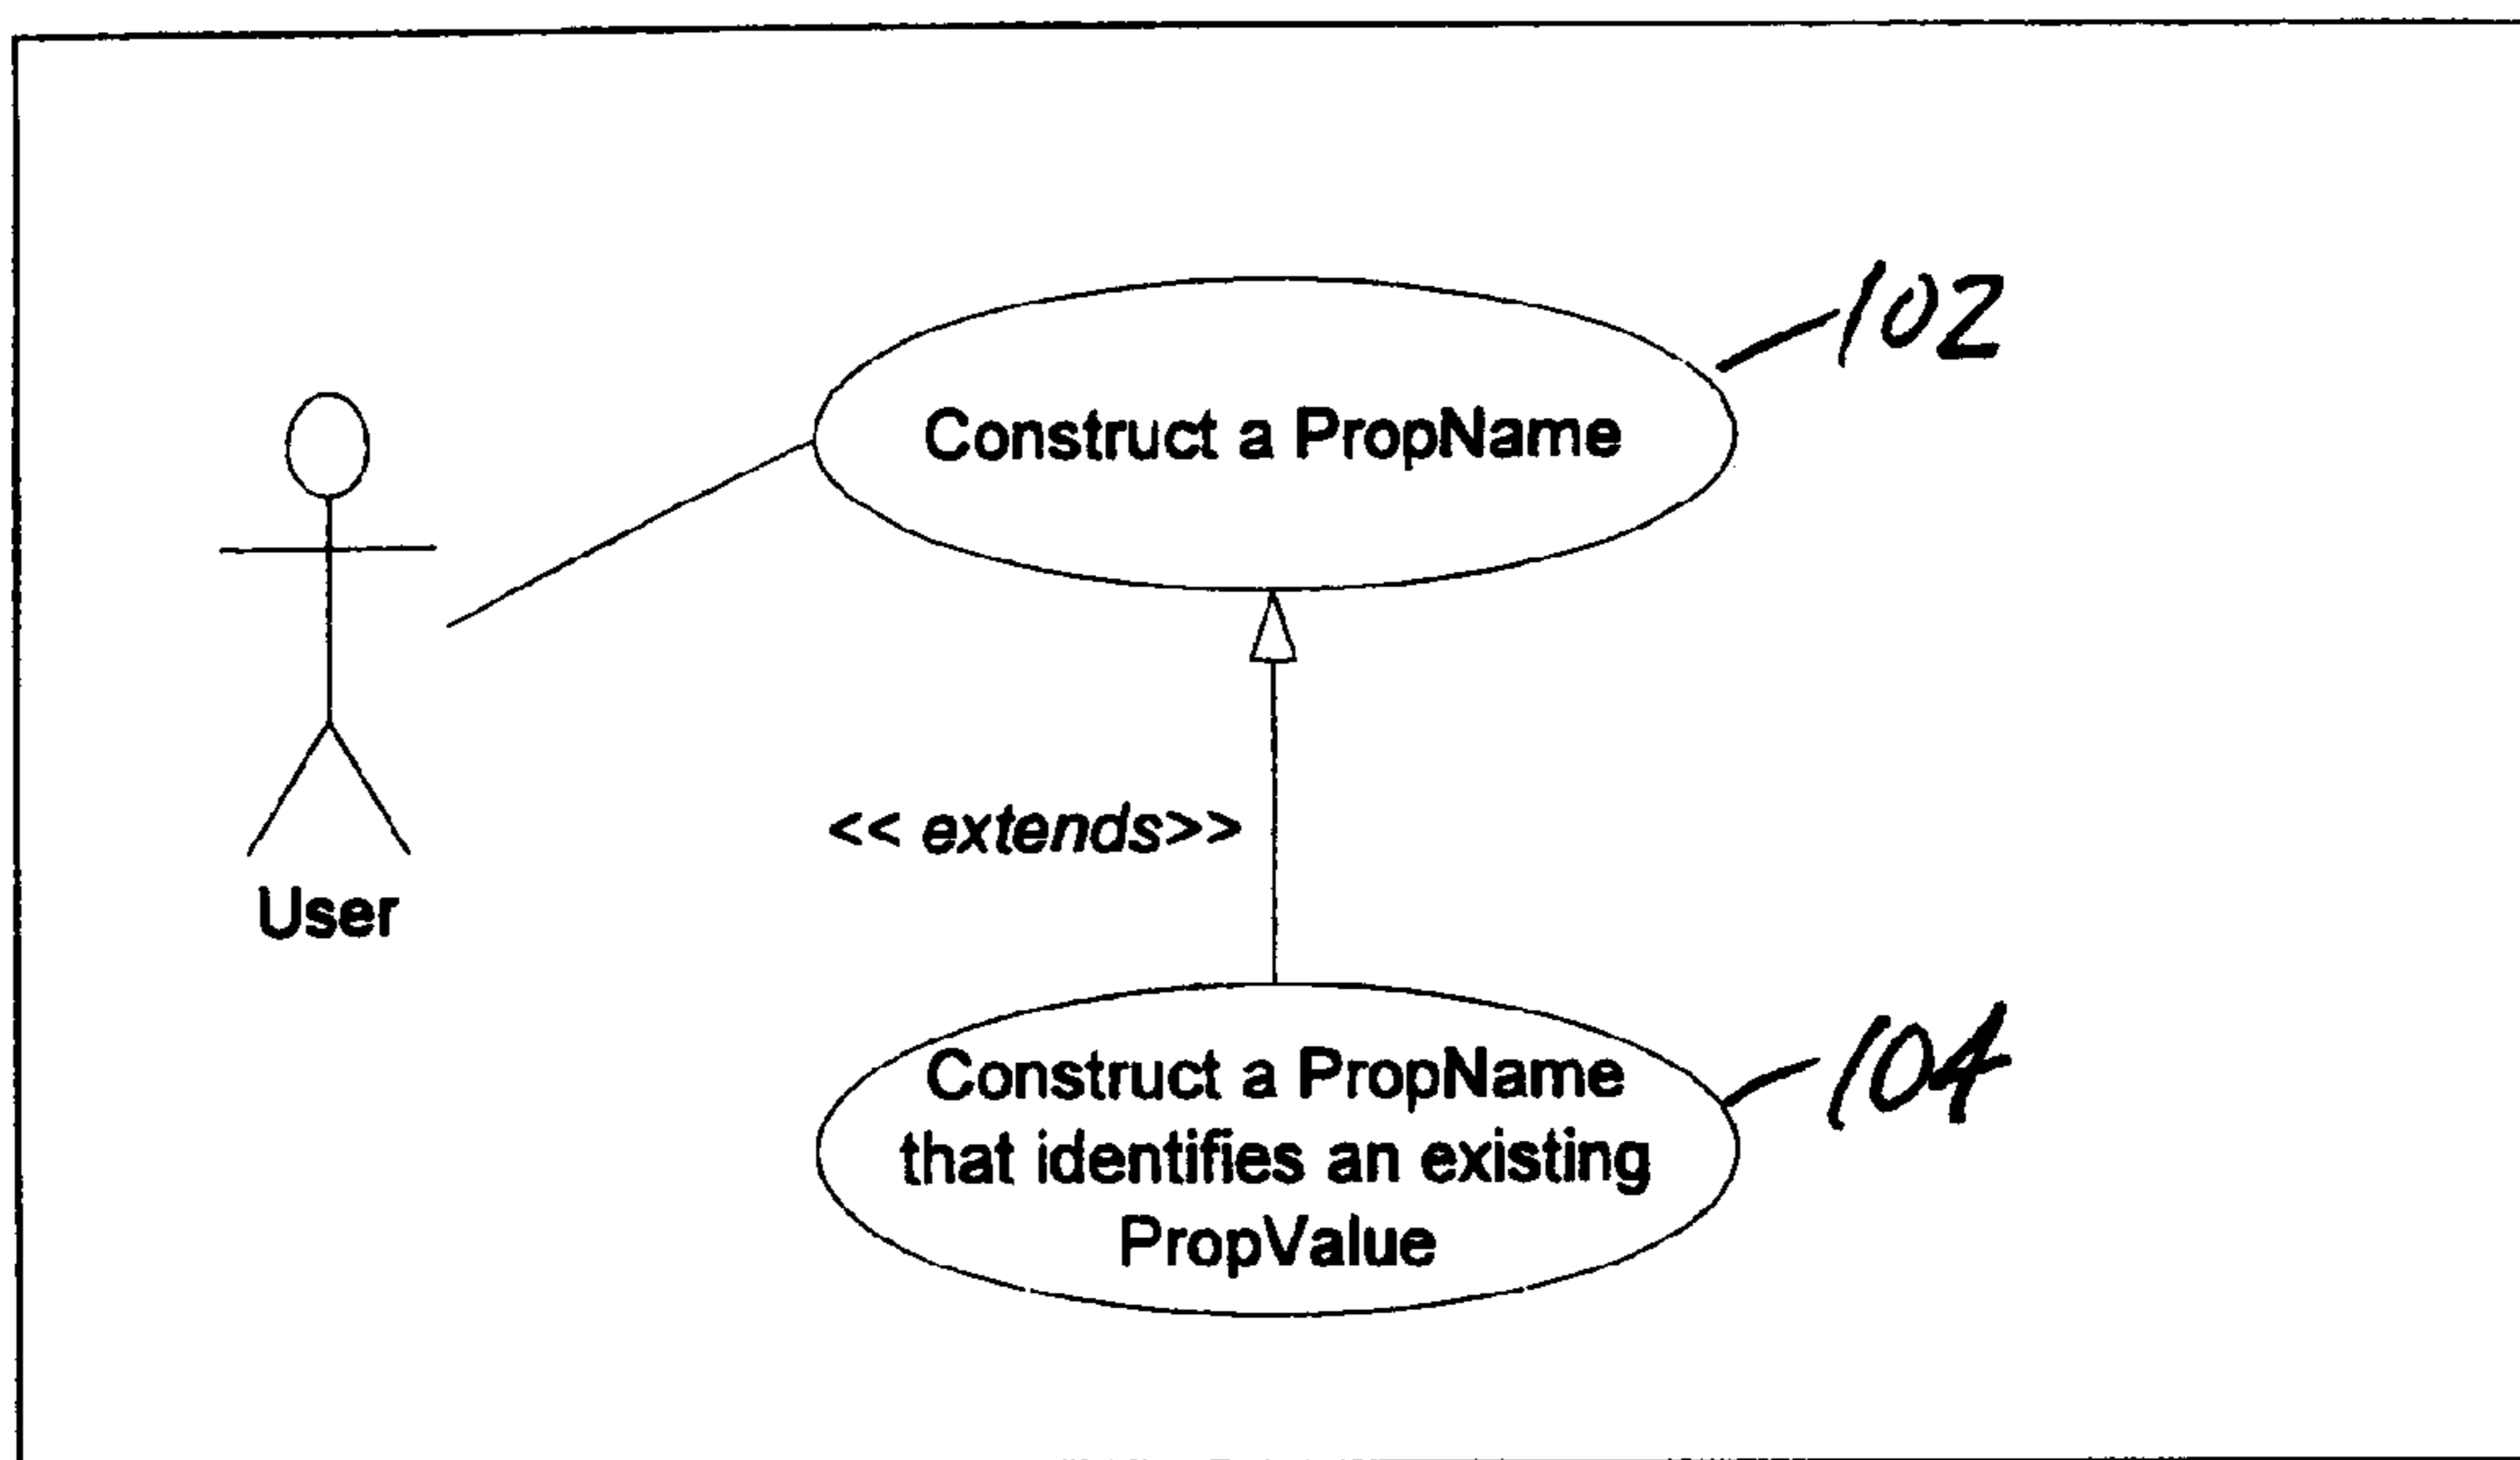 102
Construct a PropName
<< extends>>
User
104
Construct a PropName
that identifies an existing
PropValue